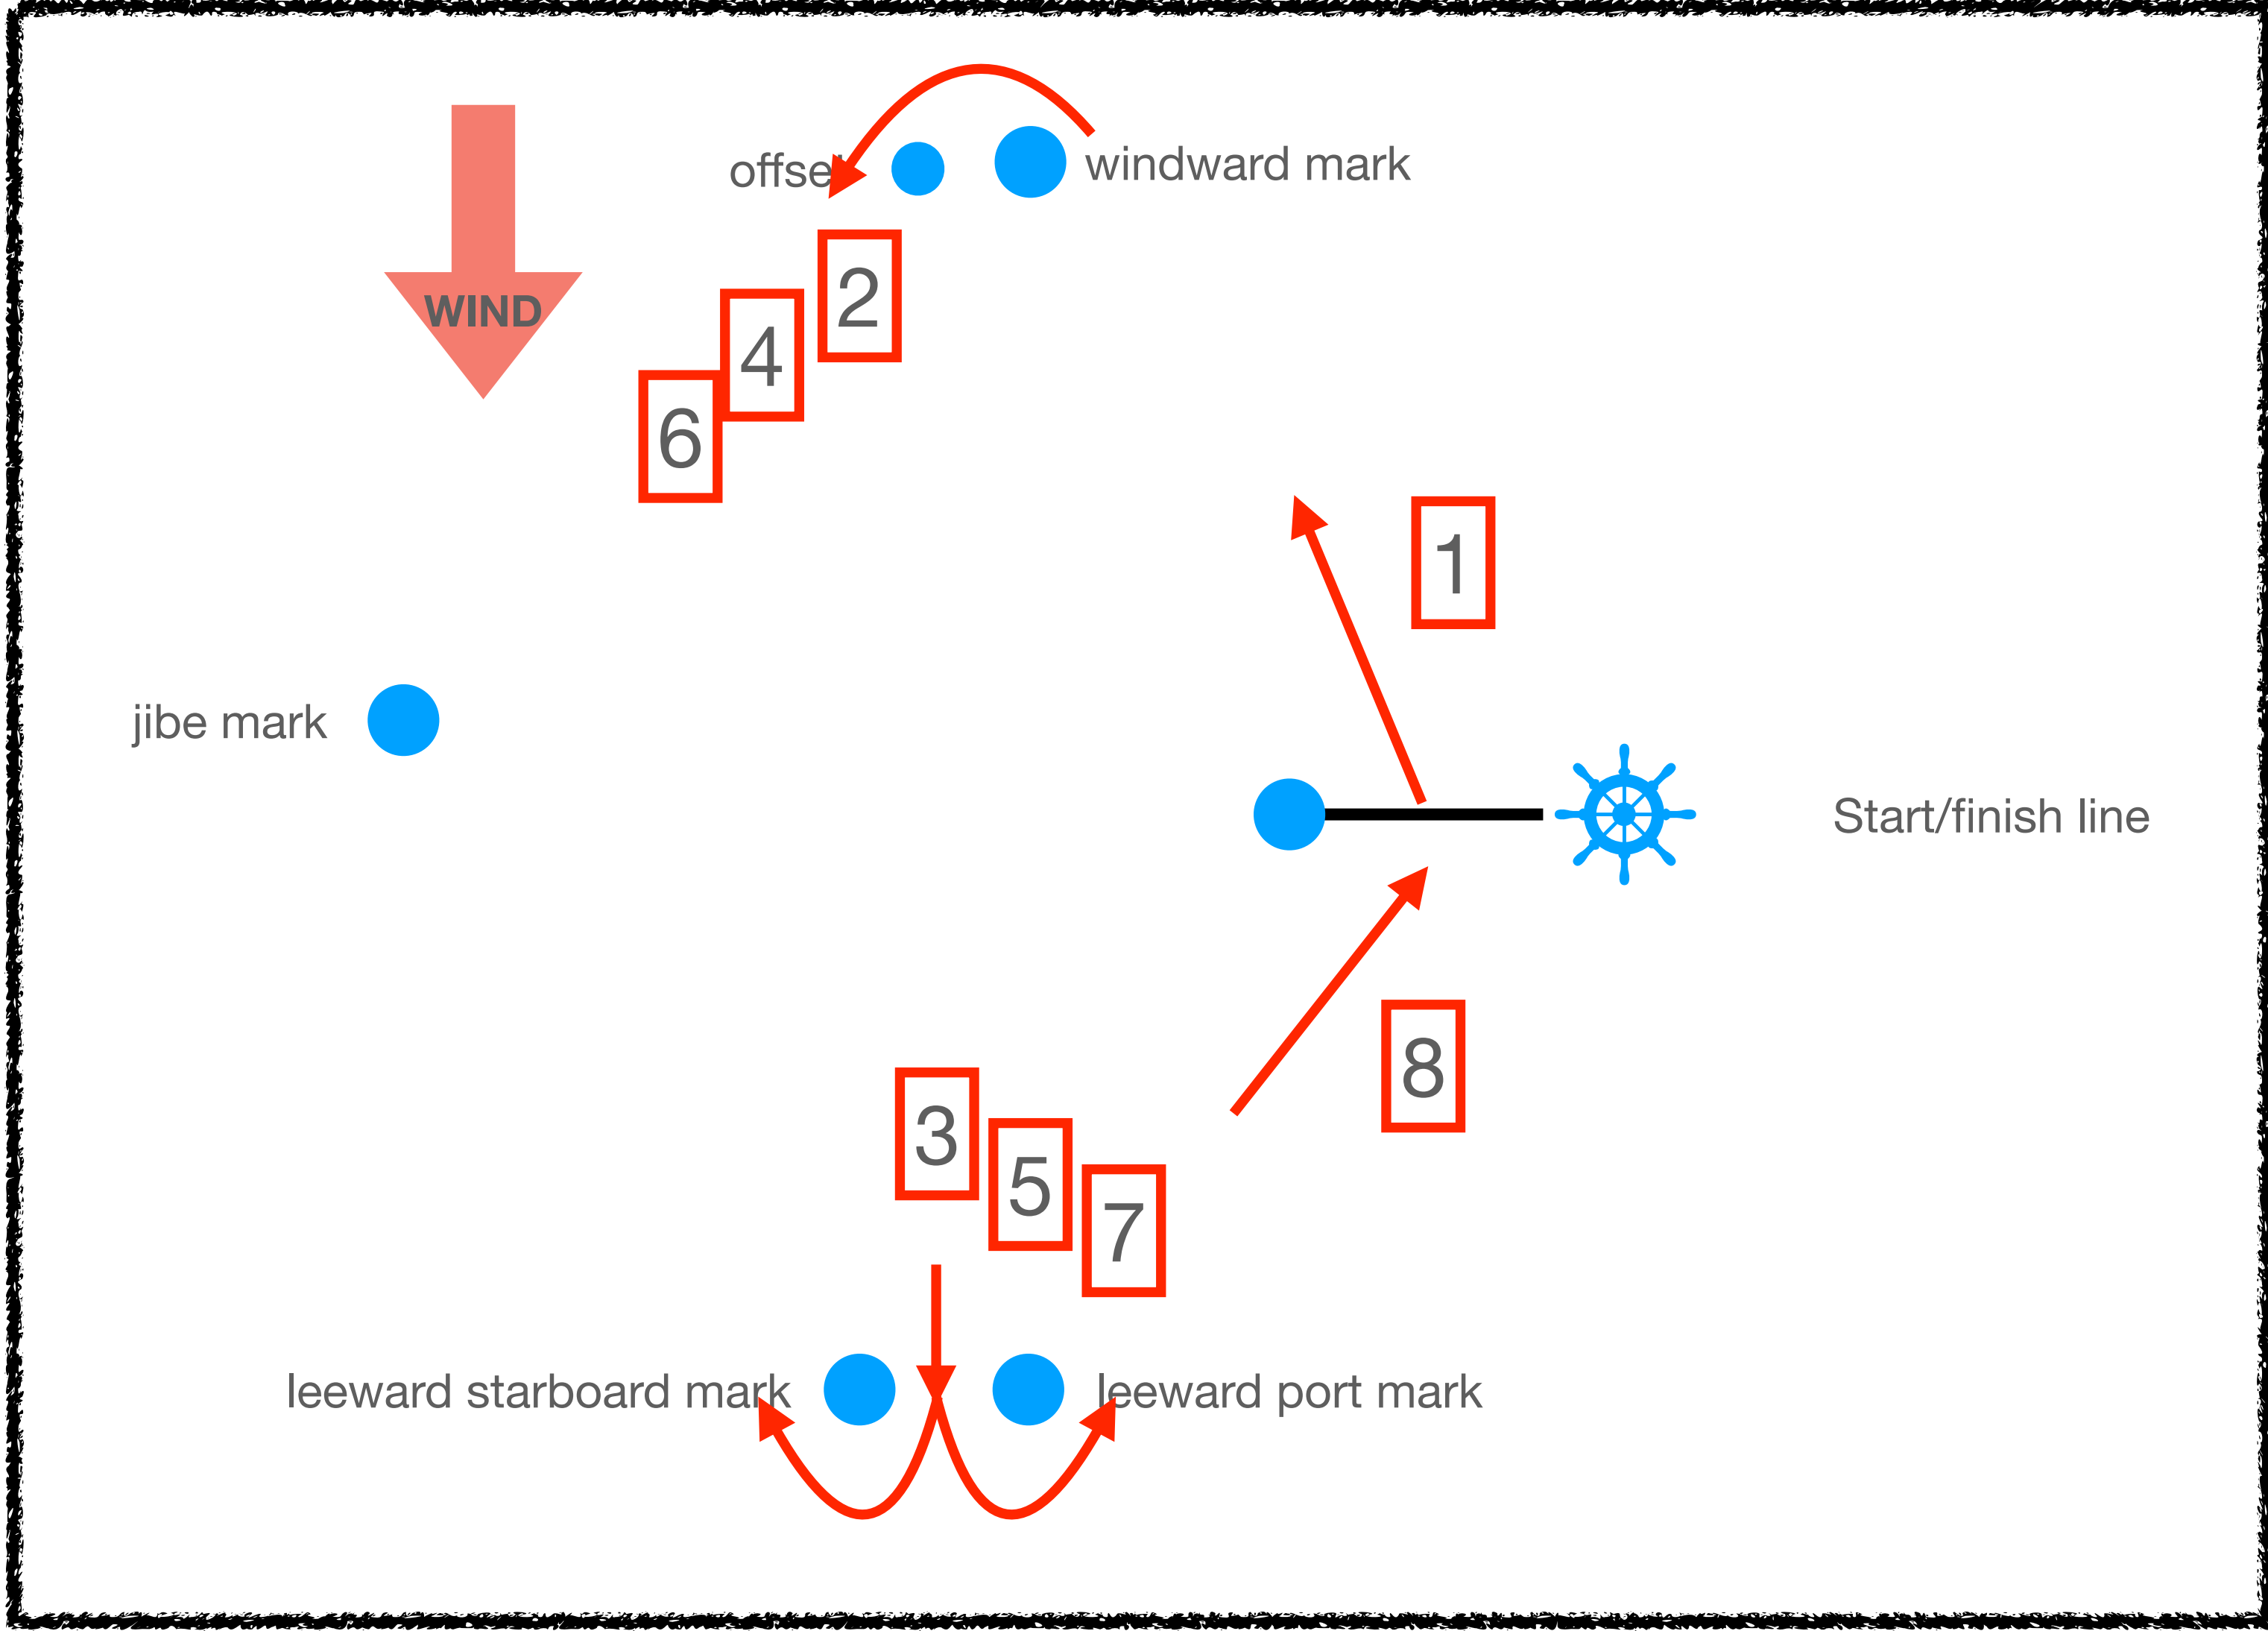 offse
windward mark
WIND
2
4
6
1
jibe mark
Start/finish line
8
3
5
7
leeward starboard mark
leeward port mark